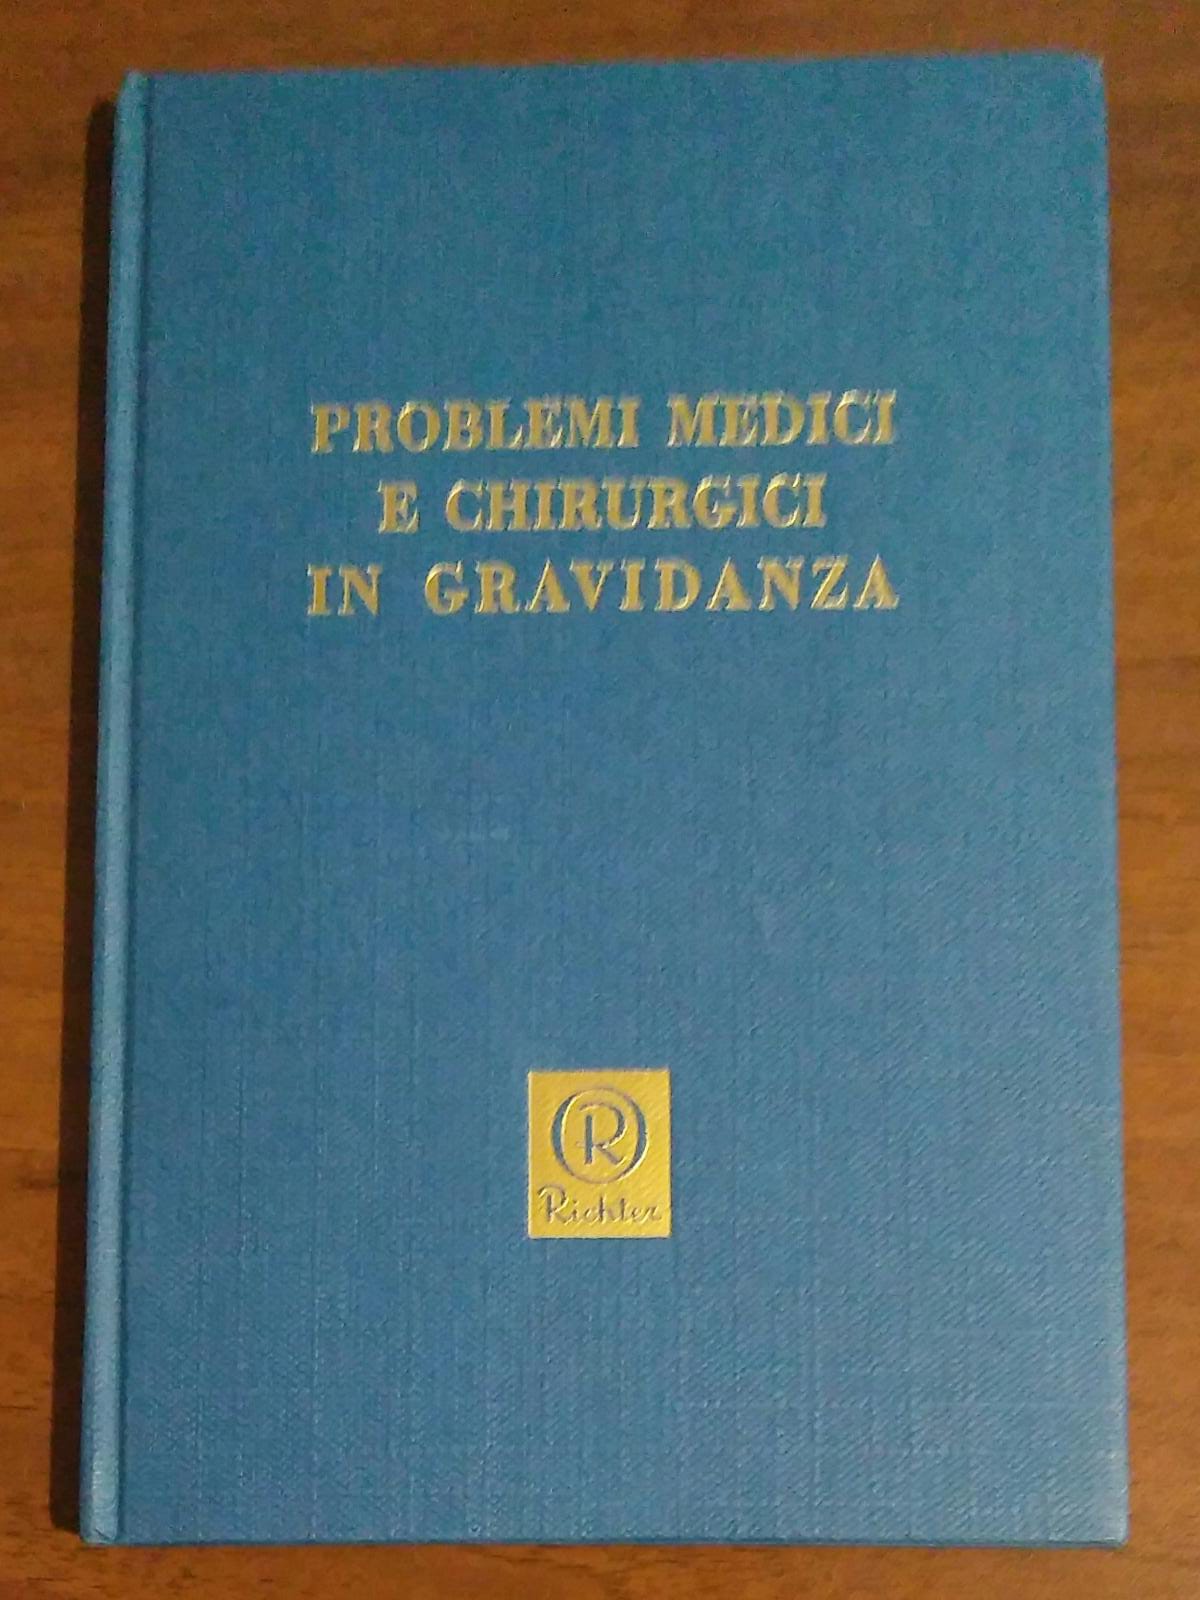 PROBLEMI MEDICI
E CHIRURGICI
IN GRAVIDANZA
R
Richter